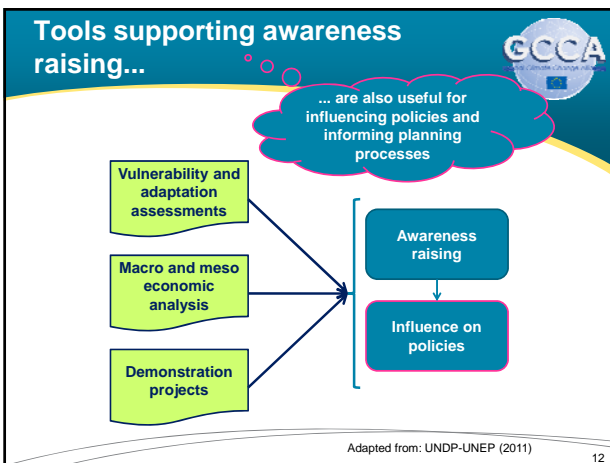 Tools supporting awareness
raising...
GCCA
... are also useful for
influencing policies and
informing planning
processes
Vulnerability and
adaptation
assessments
Macro and meso
economic
analysis
Demonstration
projects
Awareness
raising
Influence on
policies
Adapted from: UNDP-UNEP (2011)
12